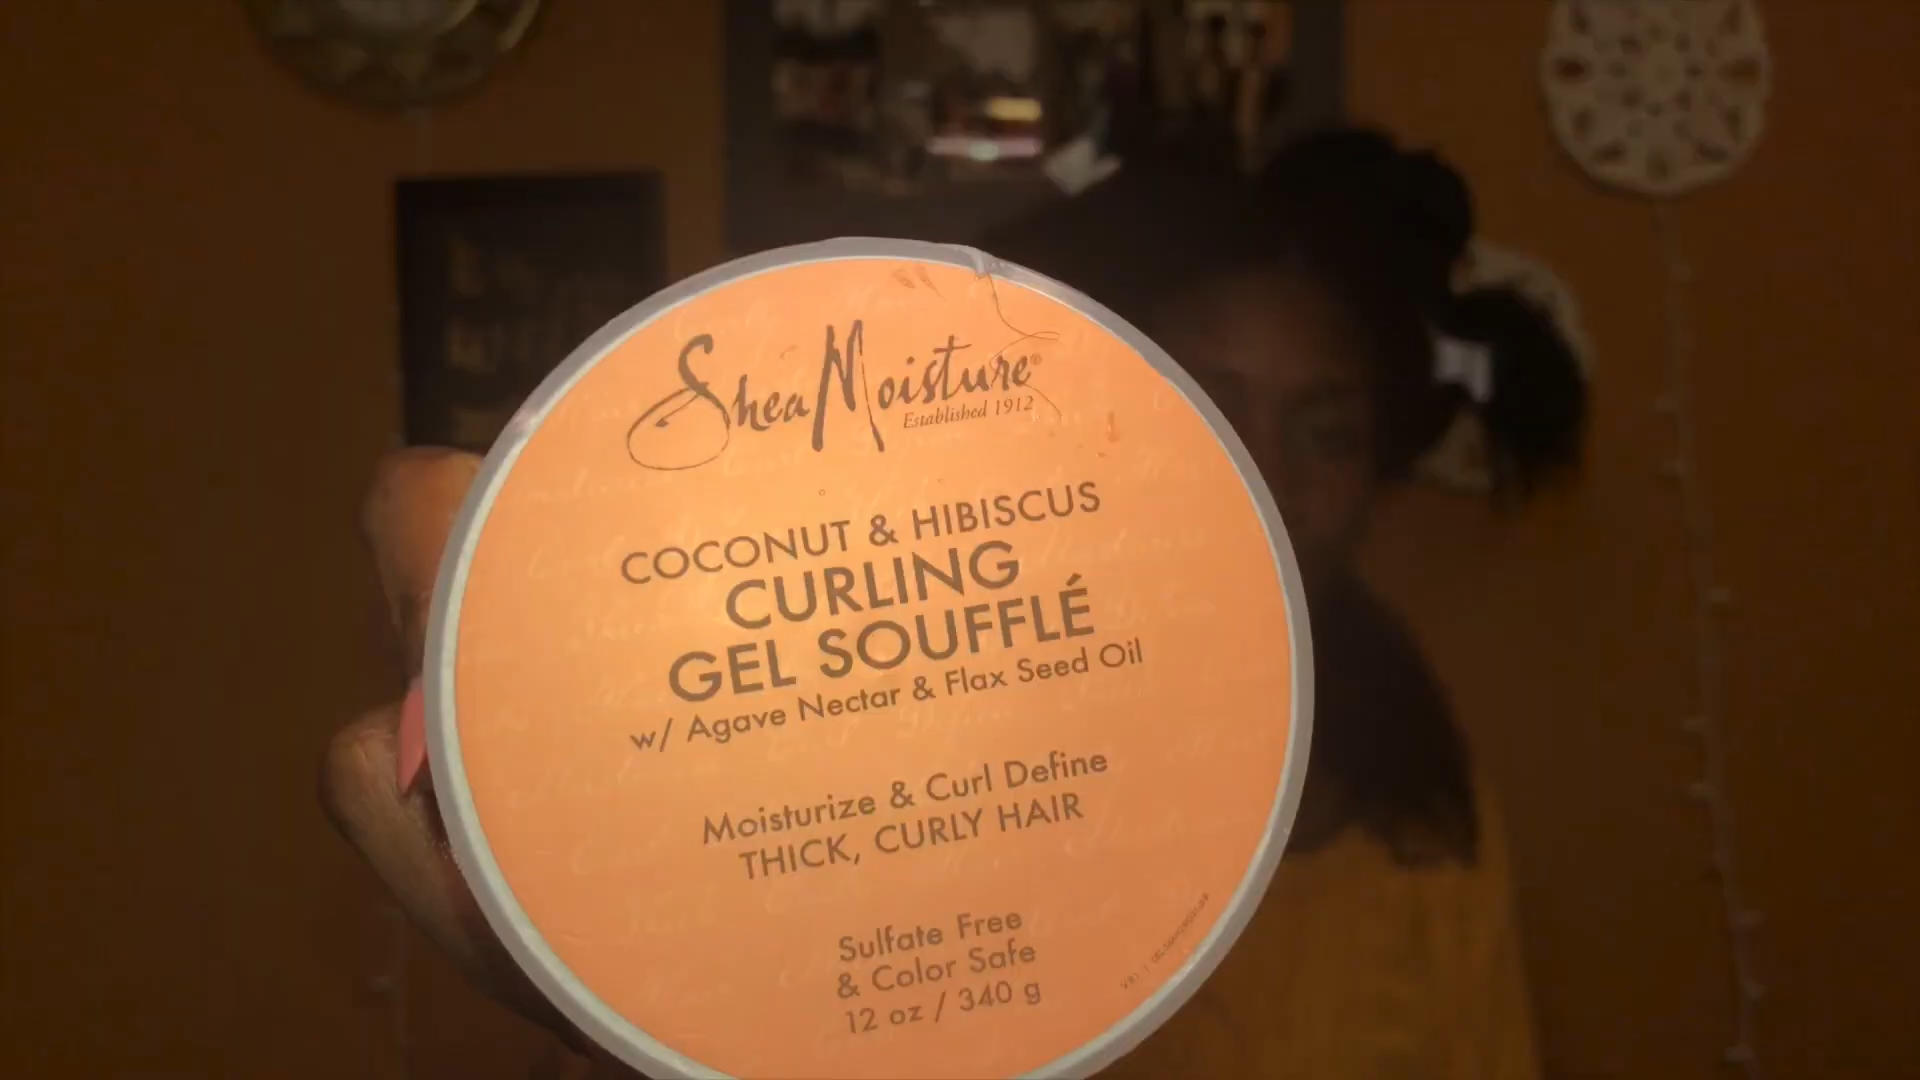 SheaMoisture®
Established 1912
COCONUT & HIBISCUS
CURLING
GEL SOUFFLÉ
w/ Agave Nectar & Flax Seed Oil
Moisturize & Curl Define
THICK, CURLY HAIR
Sulfate Free
& Color Safe
12 oz / 340 g